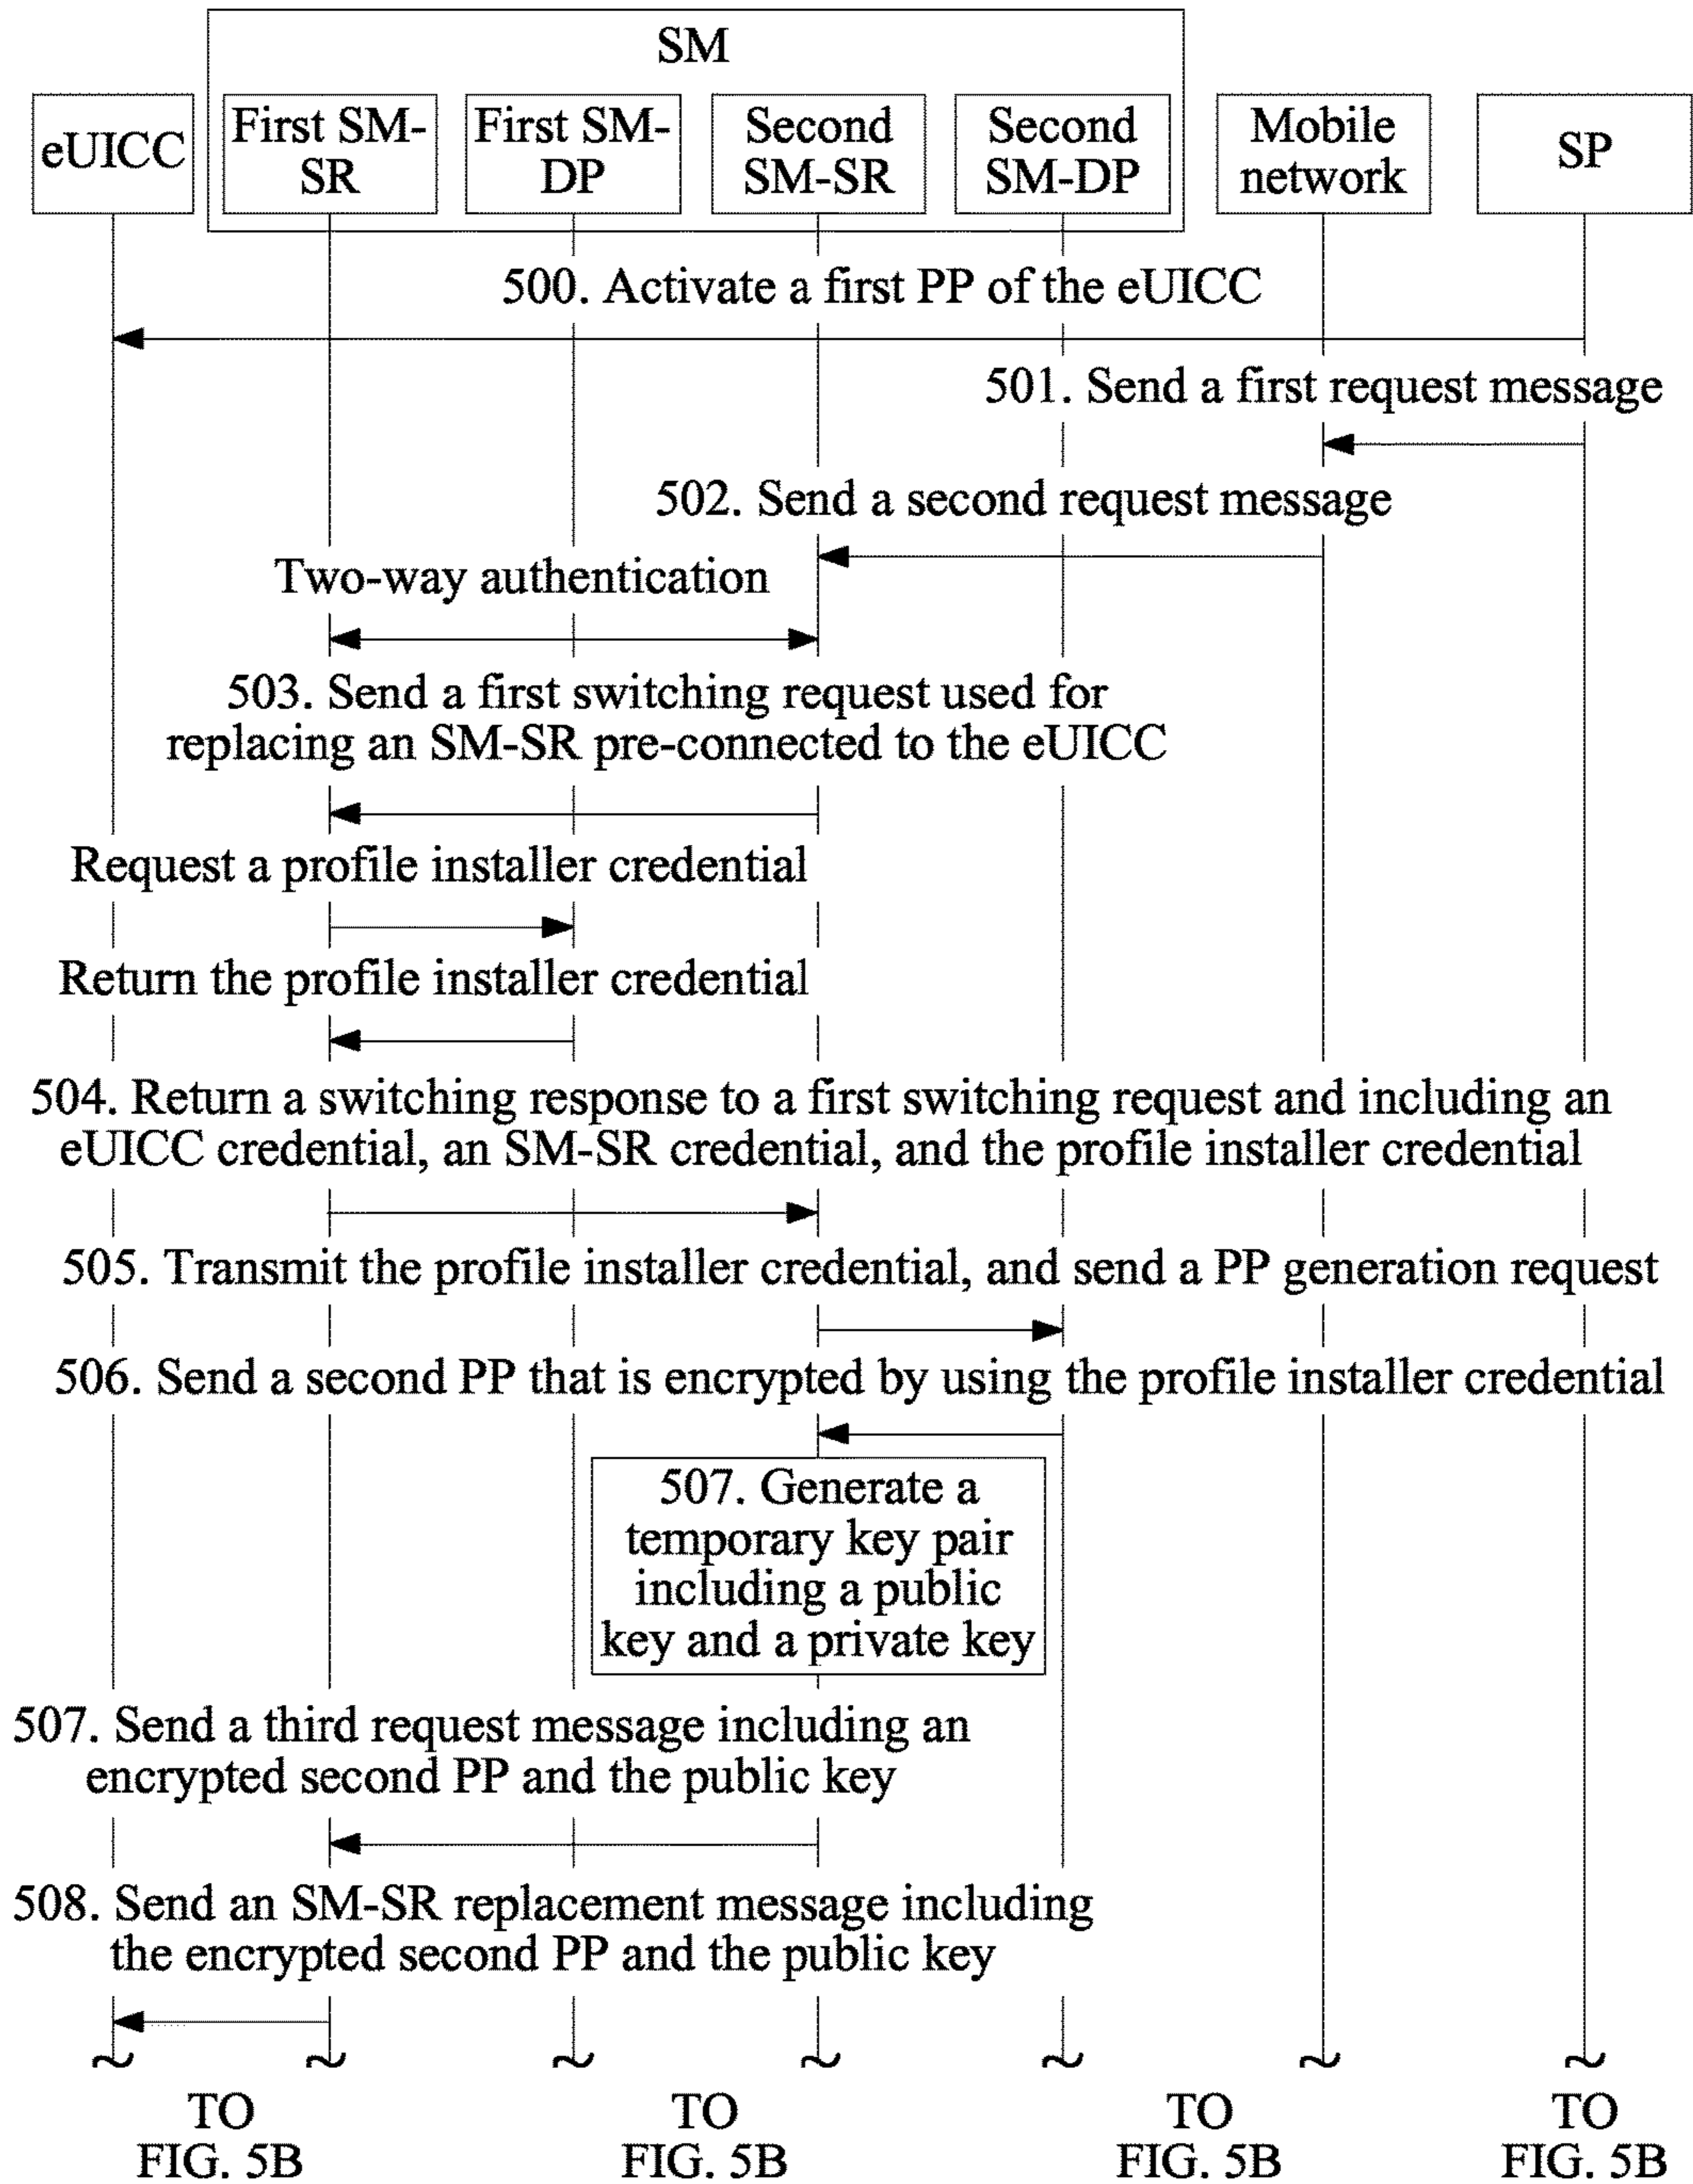 SM
eUICC
First SM-
SR
First SM-
DP
Second
SM-SR
Second
SM-DP
Mobile
network
SP
500. Activate a first PP of the eUICC
501. Send a first request message
502. Send a second request message
Two-way authentication
503. Send a first switching request used for
replacing an SM-SR pre-connected to the eUICC
Request a profile installer credential
Return the profile installer credential
504. Return a switching response to a first switching request and including an
eUICC credential, an SM-SR credential, and the profile installer credential
505. Transmit the profile installer credential, and send a PP generation request
506. Send a second PP that is encrypted by using the profile installer credential
507. Generate a
temporary key pair
including a public
key and a private key
507. Send a third request message including an
encrypted second PP and the public key
508. Send an SM-SR replacement message including
the encrypted second PP and the public key
TO
FIG. 5B
TO
FIG. 5B
TO
FIG. 5B
TO
FIG. 5B